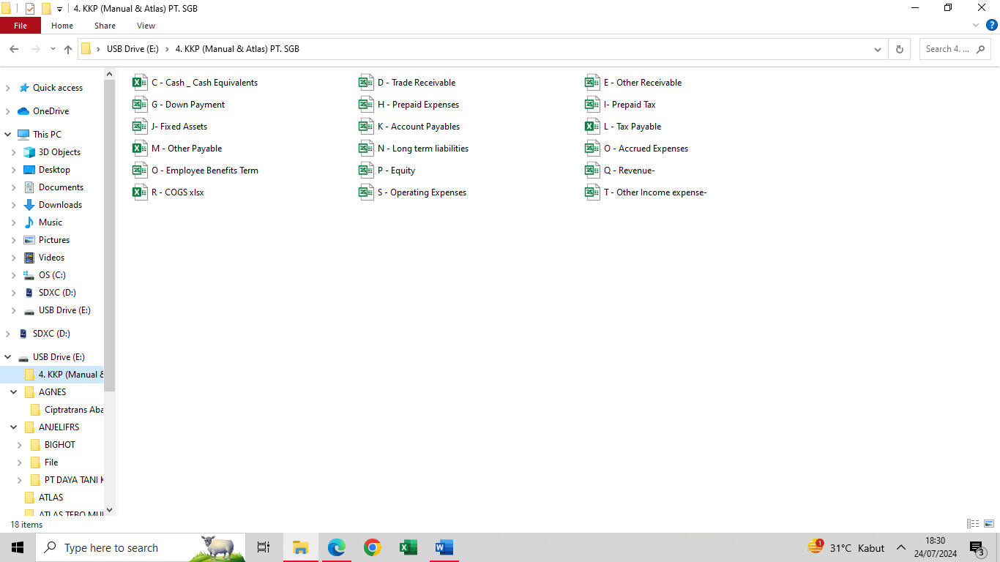 4. KKP (Manual & Atlas) PT. SGB
File Home Share View
USB Drive (E:) 4. KKP (Manual & Atlas) PT. SGB
Search 4. ...
Quick access
OneDrive
This PC
3D Objects
Desktop
Documents
Downloads
Music
Pictures
Videos
OS (C:)
SDXC (D:)
USB Drive (E:)
SDXC (D:)
USB Drive (E:)
4. KKP (Manual &
AGNES
Ciptratrans Aba
ANJELIFRS
BIGHOT
File
PT DAYA TANI K
ATLAS
ATLAS TEBO MUI
C - Cash _ Cash Equivalents
D - Trade Receivable
E - Other Receivable
G - Down Payment
H - Prepaid Expenses
I- Prepaid Tax
J- Fixed Assets
K - Account Payables
L - Tax Payable
M - Other Payable
N - Long term liabilities
O - Accrued Expenses
O - Employee Benefits Term
P - Equity
Q - Revenue-
R - COGS xlsx
S - Operating Expenses
T - Other Income expense-
18 items
Type here to search
1
31°C Kabut
18:30
24/07/2024
3